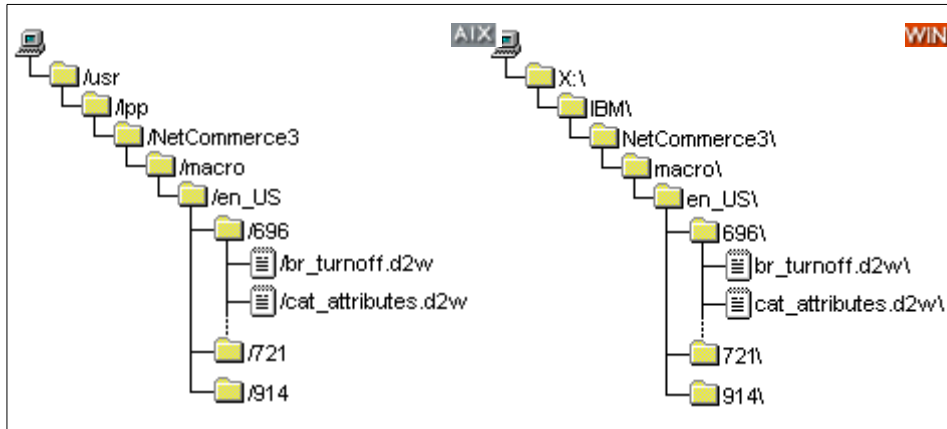 AIX
/usr
/lpp
/NetCommerce3
/macro
/en_US
/696
/br_turnoff.d2w
/cat_attributes.d2w
/721
/914
WIN
X:\
IBM\
NetCommerce3\
macro\
en_US\
696\
br_turnoff.d2w\
cat_attributes.d2w\
721\
914\